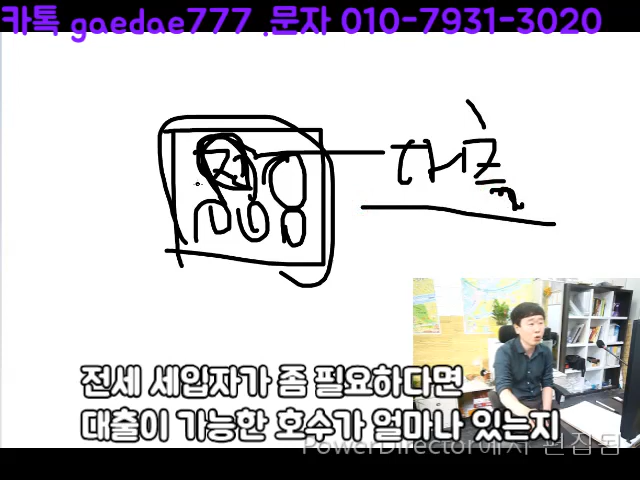 카톡 gaedae777 .문자 010-7931-3020
다중
전세 세입자가 좀 필요하다면
대출이 가능한 호수가 얼마나 있는지
PowerDirector에서 편집됨